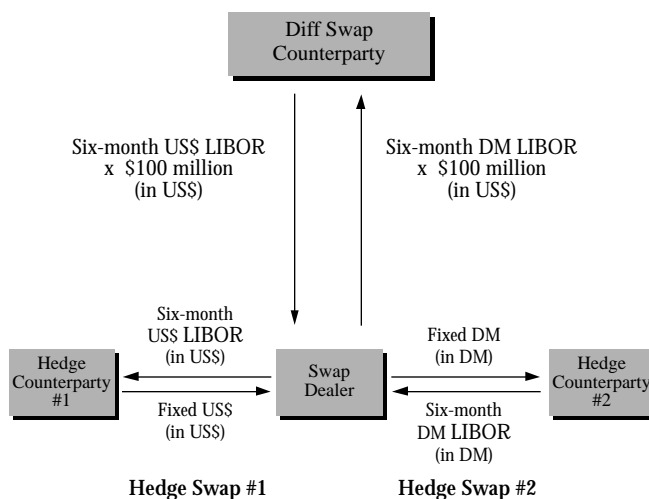 Diff Swap
Counterparty
Six-month US$ LIBOR
x $100 million
(in US$)
Six-month DM LIBOR
x $100 million
(in US$)
Six-month
US$ LIBOR
(in US$)
Fixed DM
(in DM)
Hedge
Counterparty
#1
Swap
Dealer
Hedge
Counterparty
#2
Fixed US$
(in US$)
Six-month
DM LIBOR
(in DM)
Hedge Swap #1
Hedge Swap #2